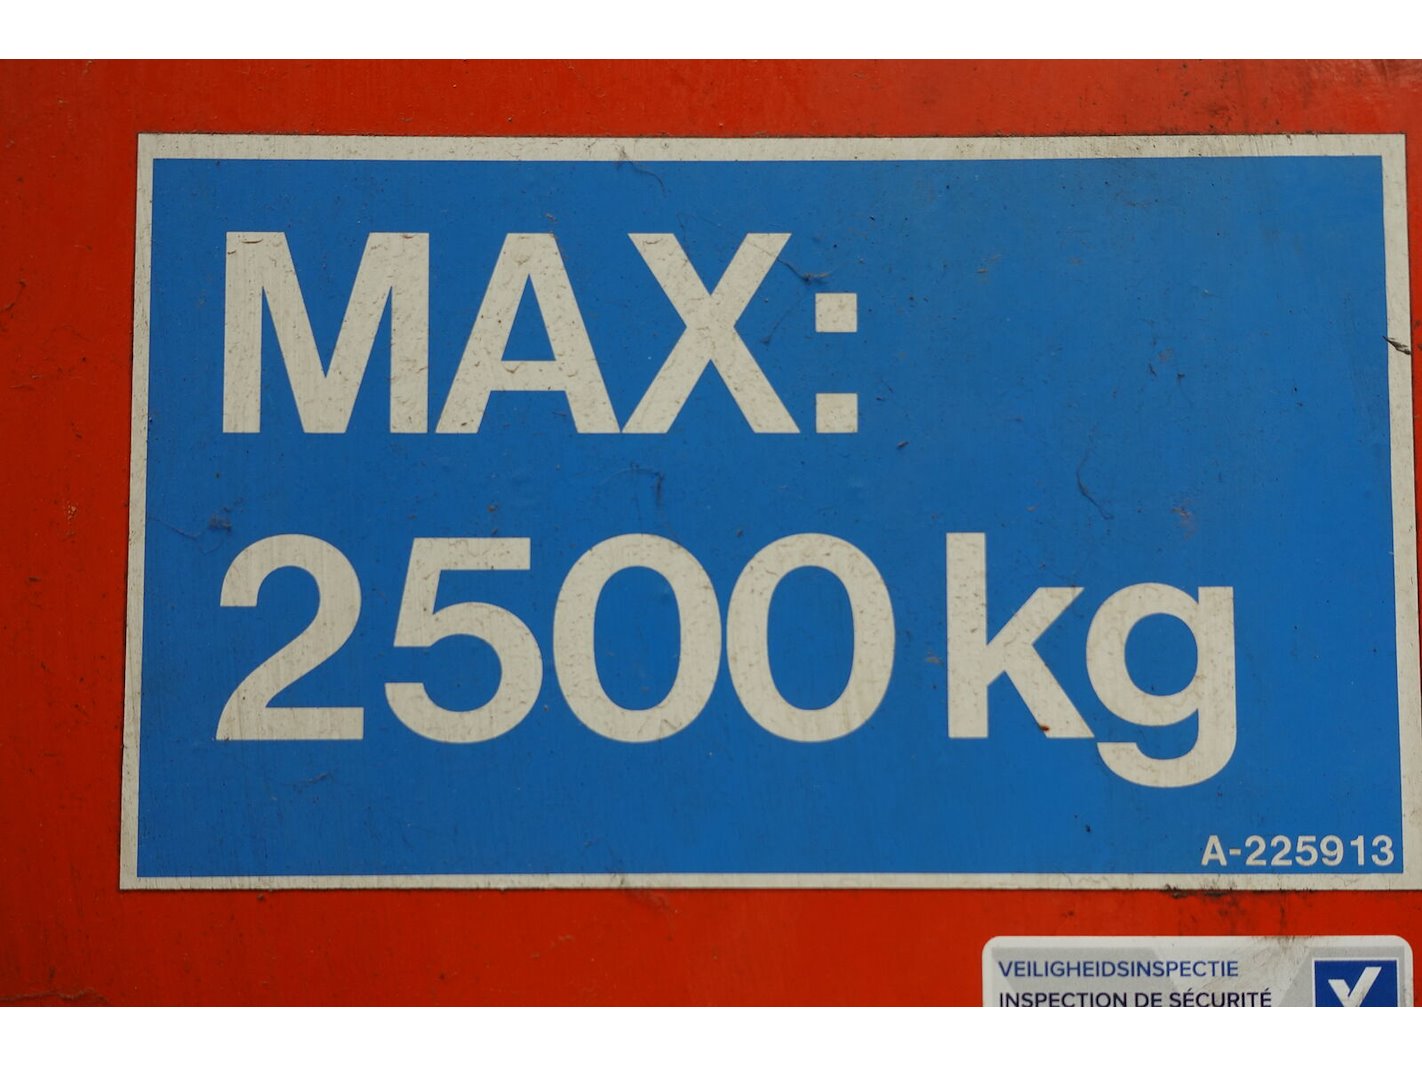 MAX:
2500 kg
A-225913
VEILIGHEIDSINSPECTIE
INSPECTION DE SÉCURITÉ